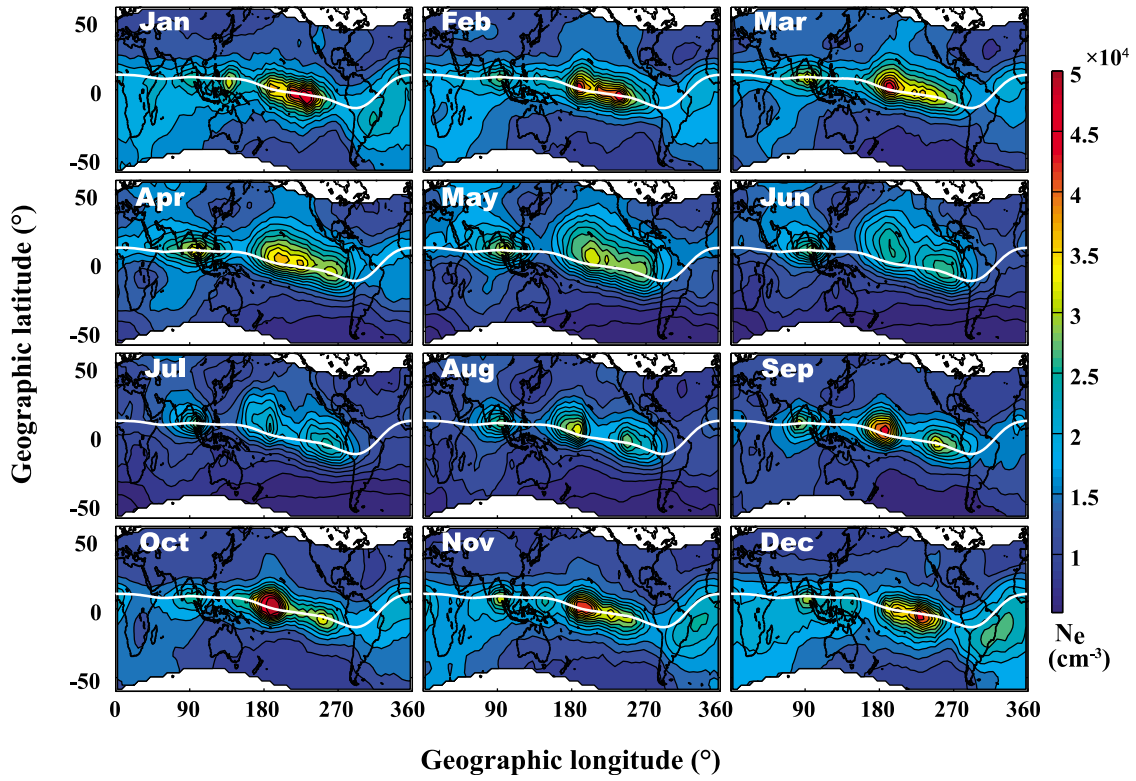 50
0
-50
Jan
Feb
Mar
×10⁴
50
0
-50
Apr
May
Jun
50
0
-50
Jul
Aug
Sep
50
0
-50
Oct
Nov
Dec
0
90
180
270
360
90
180
270
360
90
180
270
360
Geographic latitude (°)
Geographic longitude (°)
5
4.5
4
3.5
3
2.5
2
1.5
1
Ne
(cm⁻³)